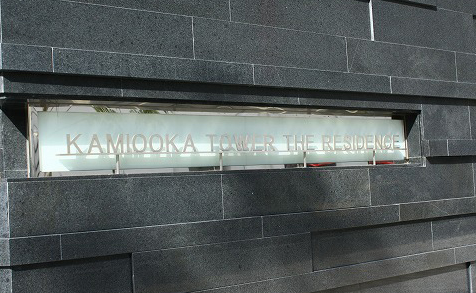 KAMIOOKA TOWER THE RESIDENCE